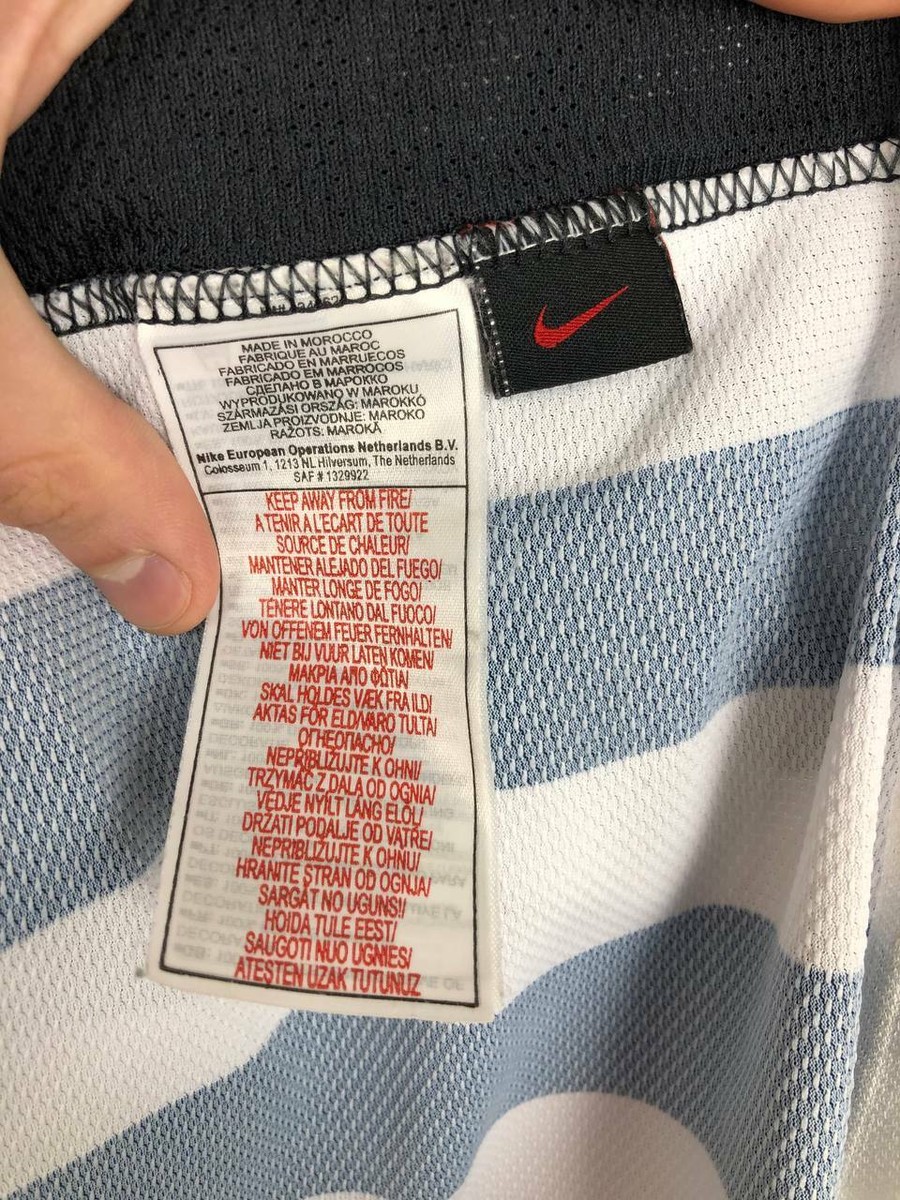 MADE IN MOROCCO
FABRIQUE AU MAROC
FABRICADO EN MARRUECOS
FABRICADO EM MARROCOS
СДЕЛАНО В МАРОККО
WYPRODUKOWANO W MAROKU
SZÁRMAZÁSI ORSZÁG: MAROKKÓ
ZEMLJA PROIZVODNJE: MAROKO
RAŽOTS: MAROKĀ
Nike European Operations Netherlands B.V.
Colosseum 1, 1213 NL Hilversum, The Netherlands
SAF # 1329922
KEEP AWAY FROM FIRE/
A TENIR A L'ECART DE TOUTE
SOURCE DE CHALEUR/
MANTENER ALEJADO DEL FUEGO/
MANTER LONGE DE FOGO/
TÉNERE LONTANO DAL FUOCO/
VON OFFENEM FEUER FERNHALTEN/
NIET BIJ VUUR LATEN KOMEN/
ΜΑΚΡΙΑ ΑΠΟ ΦΩΤΙΑ/
SKAL HOLDES VÆK FRA ILD/
AKTAS FÖR ELD/VARO TULTA/
ОГНЕОПАСНО/
NEPRIBLIZUJTE K OHNI/
TRZYMAĆ Z DALA OD OGNIA/
VÉDJE NYÍLT LÁNG ELŐL/
DRŽATI PODALJE OD VATRE/
NEPRIBLIZUJTE K OHNU/
HRANITE STRAN OD OGNJA/
SARGĀT NO UGUNS!/
HOIDA TULE EEST/
SAUGOTI NUO UGNIES/
ATEŞTEN UZAK TUTUNUZ